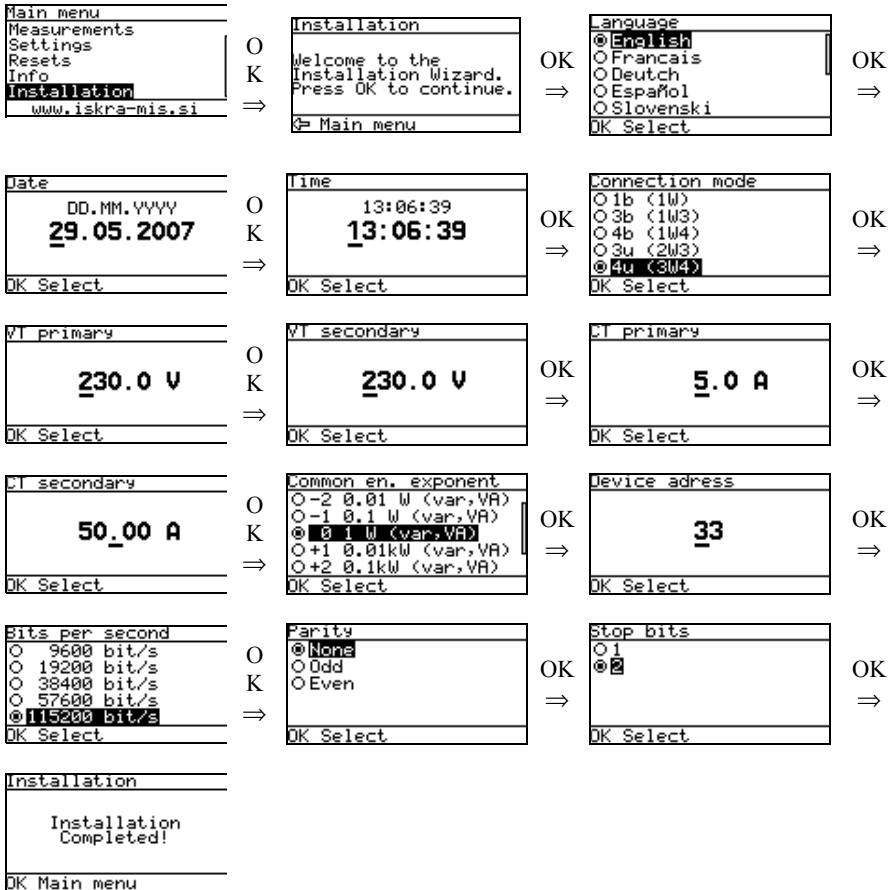 Main menu
Measurements
Settings
Resets
Info
Installation
www.iskra-mis.si
O
K
⇒
Installation
Welcome to the
Installation Wizard.
Press OK to continue.
⇦ Main menu
OK
⇒
Language
English
Francais
Deutch
Español
Slovenski
OK Select
OK
⇒
Date
DD.MM.YYYY
29.05.2007
OK Select
O
K
⇒
Time
13:06:39
13:06:39
OK Select
OK
⇒
Connection mode
1b (1W)
3b (1W3)
4b (1W4)
3u (2W3)
4u (3W4)
OK Select
OK
⇒
VT primary
230.0 V
OK Select
O
K
⇒
VT secondary
230.0 V
OK Select
OK
⇒
CT primary
5.0 A
OK Select
OK
⇒
CT secondary
50.00 A
OK Select
O
K
⇒
Common en. exponent
-2 0.01 W (var,VA)
-1 0.1 W (var,VA)
0 1 W (var,VA)
+1 0.01kW (var,VA)
+2 0.1kW (var,VA)
OK Select
OK
⇒
Device adress
33
OK Select
OK
⇒
Bits per second
9600 bit/s
19200 bit/s
38400 bit/s
57600 bit/s
115200 bit/s
OK Select
O
K
⇒
Parity
None
Odd
Even
OK Select
OK
⇒
Stop bits
1
2
OK Select
OK
⇒
Installation
Installation
Completed!
OK Main menu